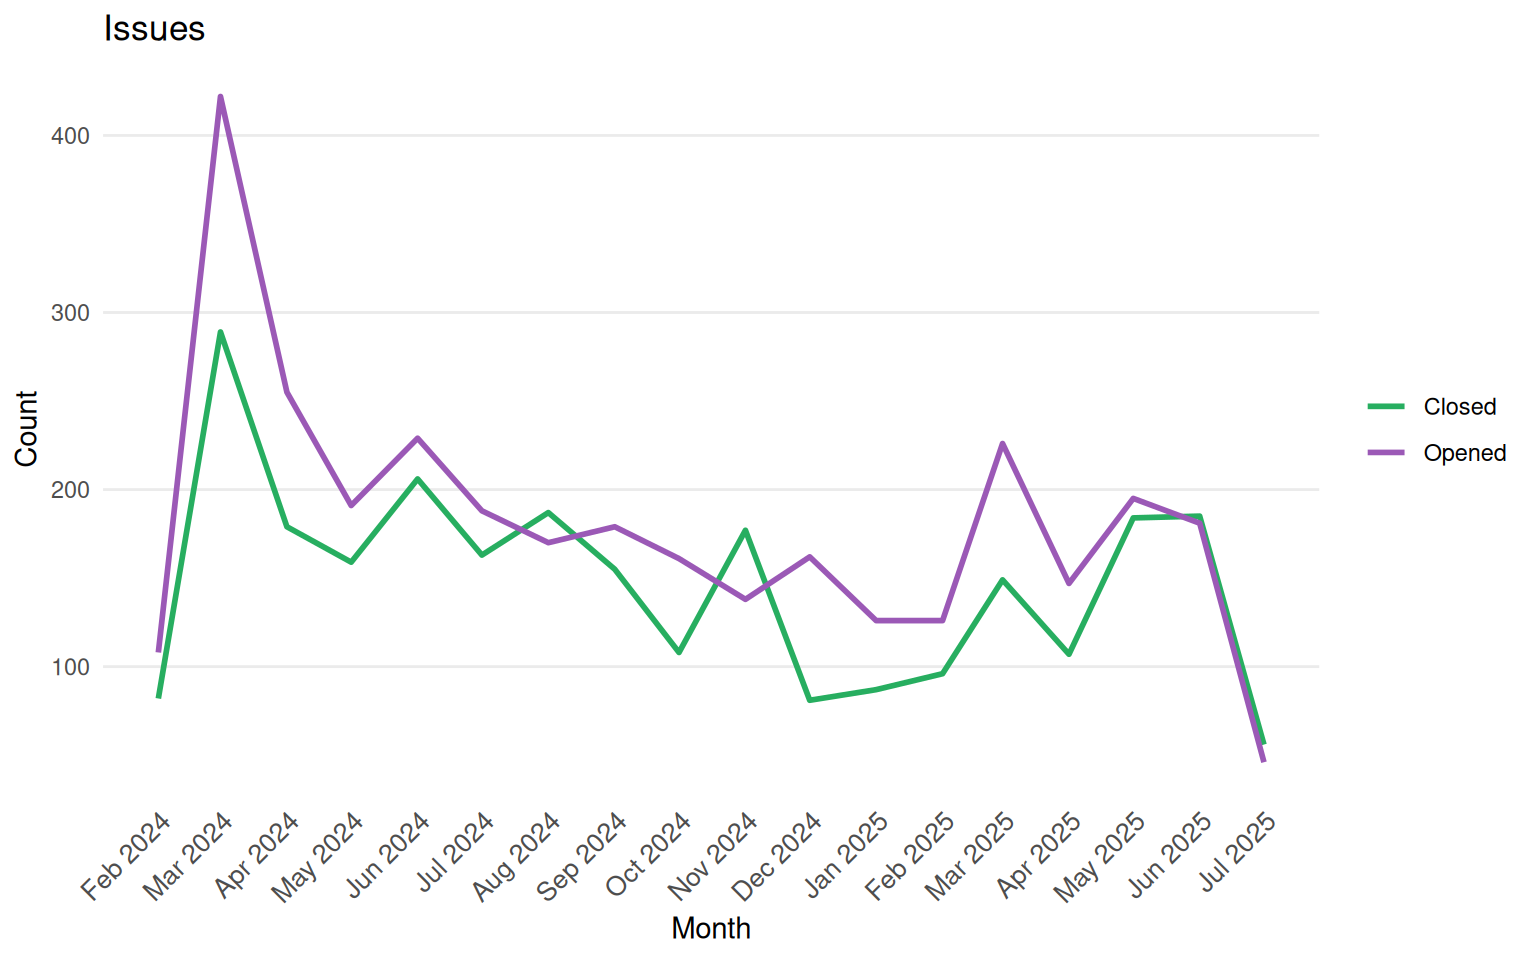 Issues
400
300
200
100
Count
Feb 2024
Mar 2024
Apr 2024
May 2024
Jun 2024
Jul 2024
Aug 2024
Sep 2024
Oct 2024
Nov 2024
Dec 2024
Jan 2025
Feb 2025
Mar 2025
Apr 2025
May 2025
Jun 2025
Jul 2025
Month
Closed
Opened